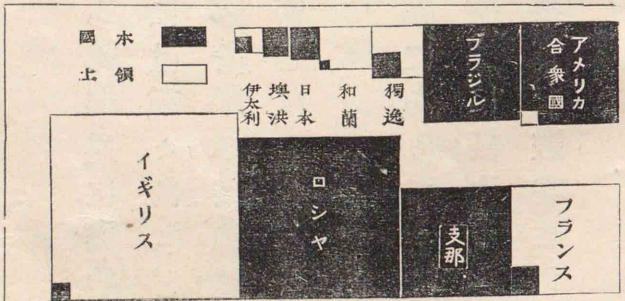 本國
領土
アメリカ合衆國
ブラジル
獨逸
和蘭
日本
墺洪
伊太利
フランス
支那
ロシヤ
イギリス